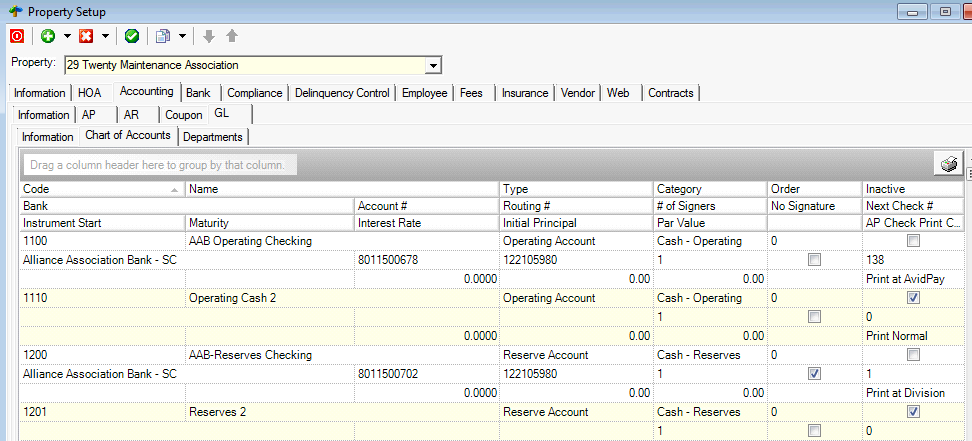 Property Setup
Property: 29 Twenty Maintenance Association
Information HOA Accounting Bank Compliance Delinquency Control Employee Fees Insurance Vendor Web Contracts
Information AP AR Coupon GL
Information Chart of Accounts Departments
Drag a column header here to group by that column.
Code Name Type Category Order Inactive
Bank Account # Routing # # of Signers No Signature Next Check #
Instrument Start Maturity Interest Rate Initial Principal Par Value AP Check Print C...
1100 AAB Operating Checking Operating Account Cash - Operating 0
Alliance Association Bank - SC 8011500678 122105980 1 138
0.0000 0.00 0.00 Print at AvidPay
1110 Operating Cash 2 Operating Account Cash - Operating 0
1 0
0.0000 0.00 0.00 Print Normal
1200 AAB-Reserves Checking Reserve Account Cash - Reserves 0
Alliance Association Bank - SC 8011500702 122105980 1 1
0.0000 0.00 0.00 Print at Division
1201 Reserves 2 Reserve Account Cash - Reserves 0
1 0